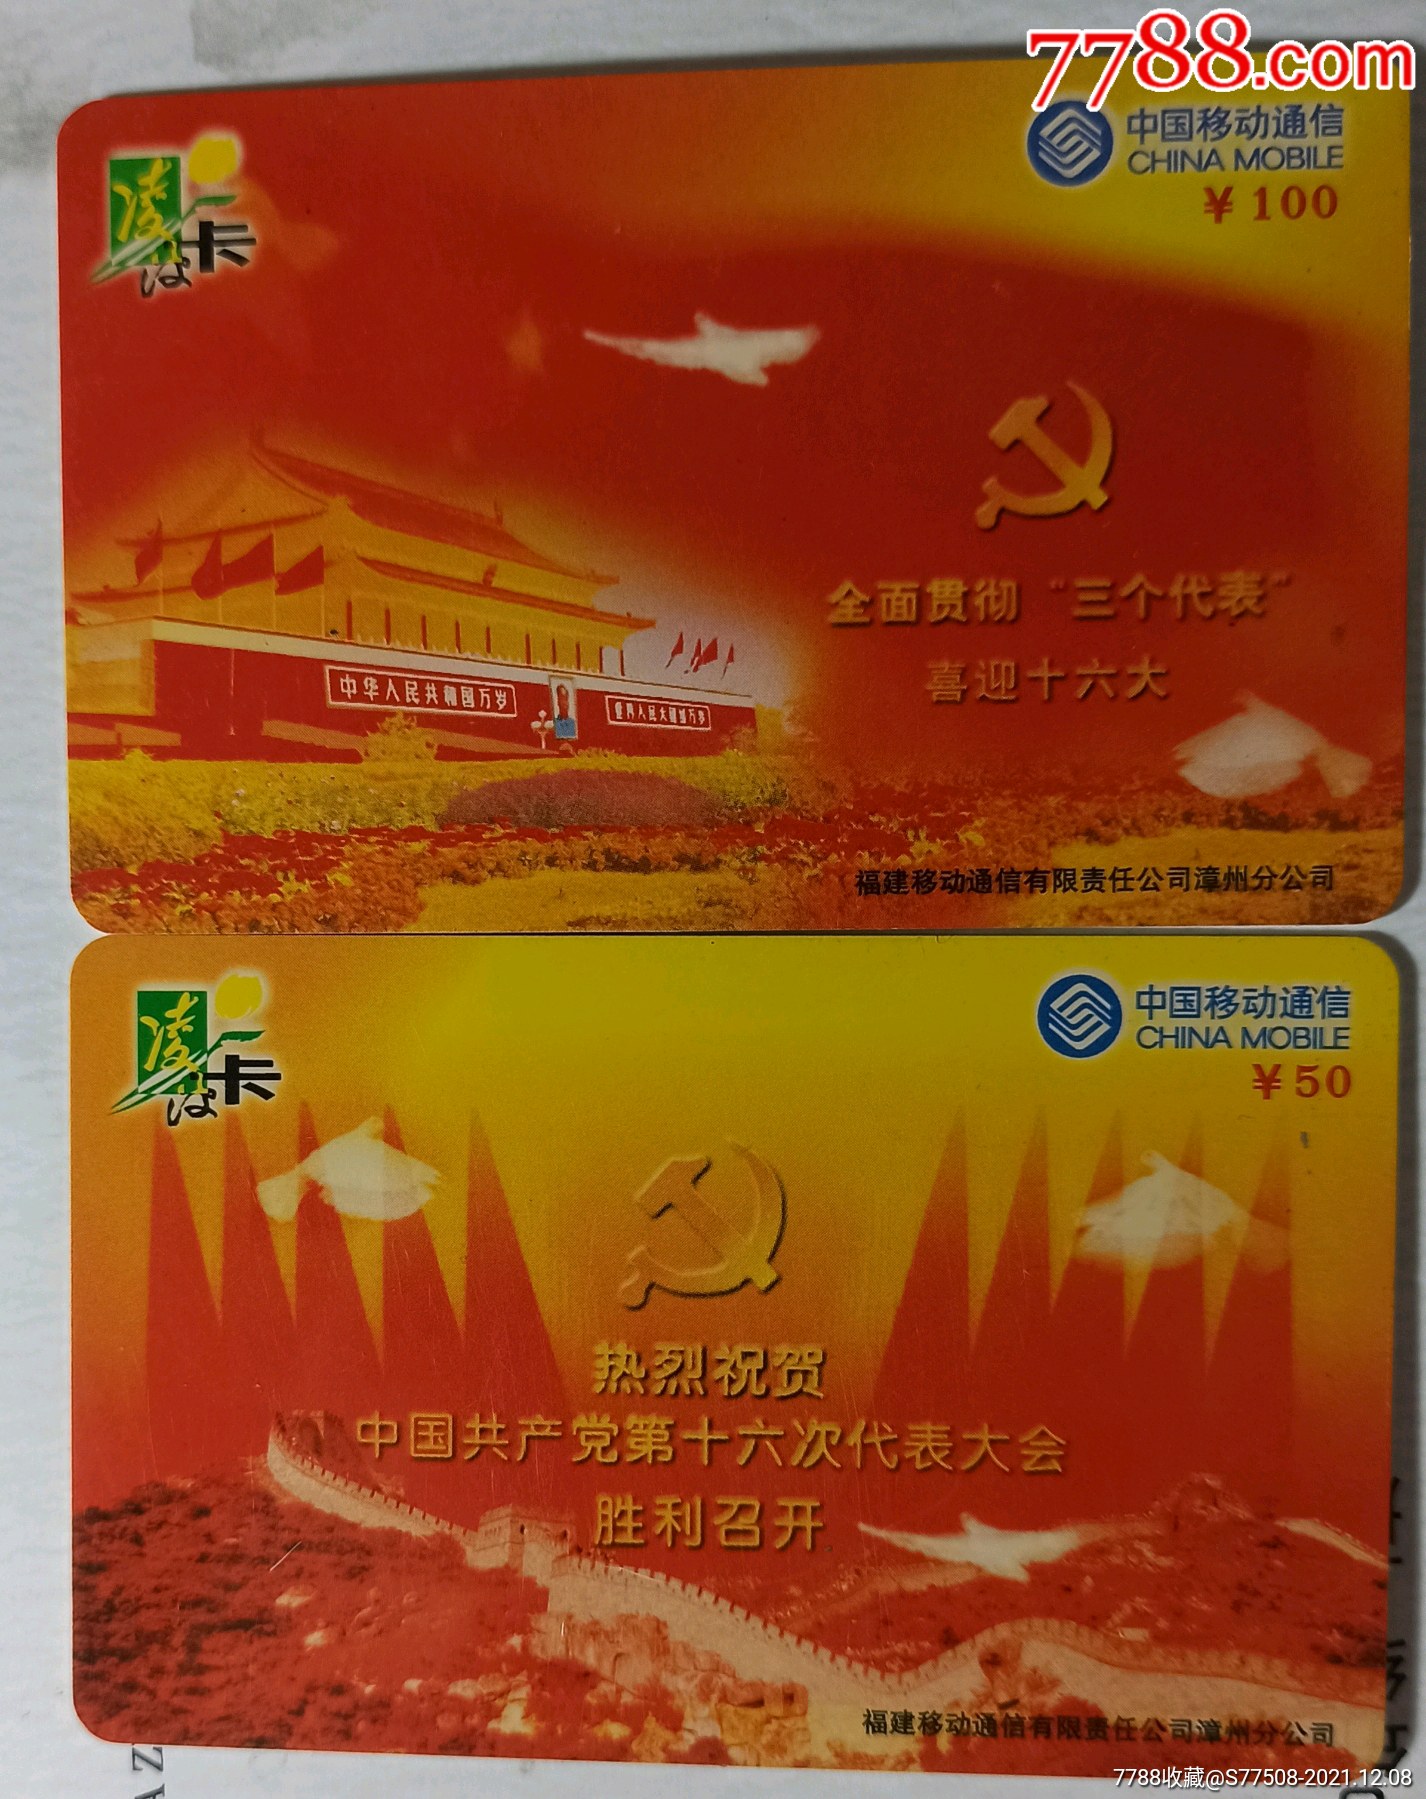 7788.com
凌波卡
中国移动通信
CHINA MOBILE
¥100
全面贯彻“三个代表”
喜迎十六大
中华人民共和国万岁
世界人民大团结万岁
福建移动通信有限责任公司漳州分公司
凌波卡
中国移动通信
CHINA MOBILE
¥50
热烈祝贺
中国共产党第十六次代表大会
胜利召开
福建移动通信有限责任公司漳州分公司
7788收藏@S77508-2021.12.08